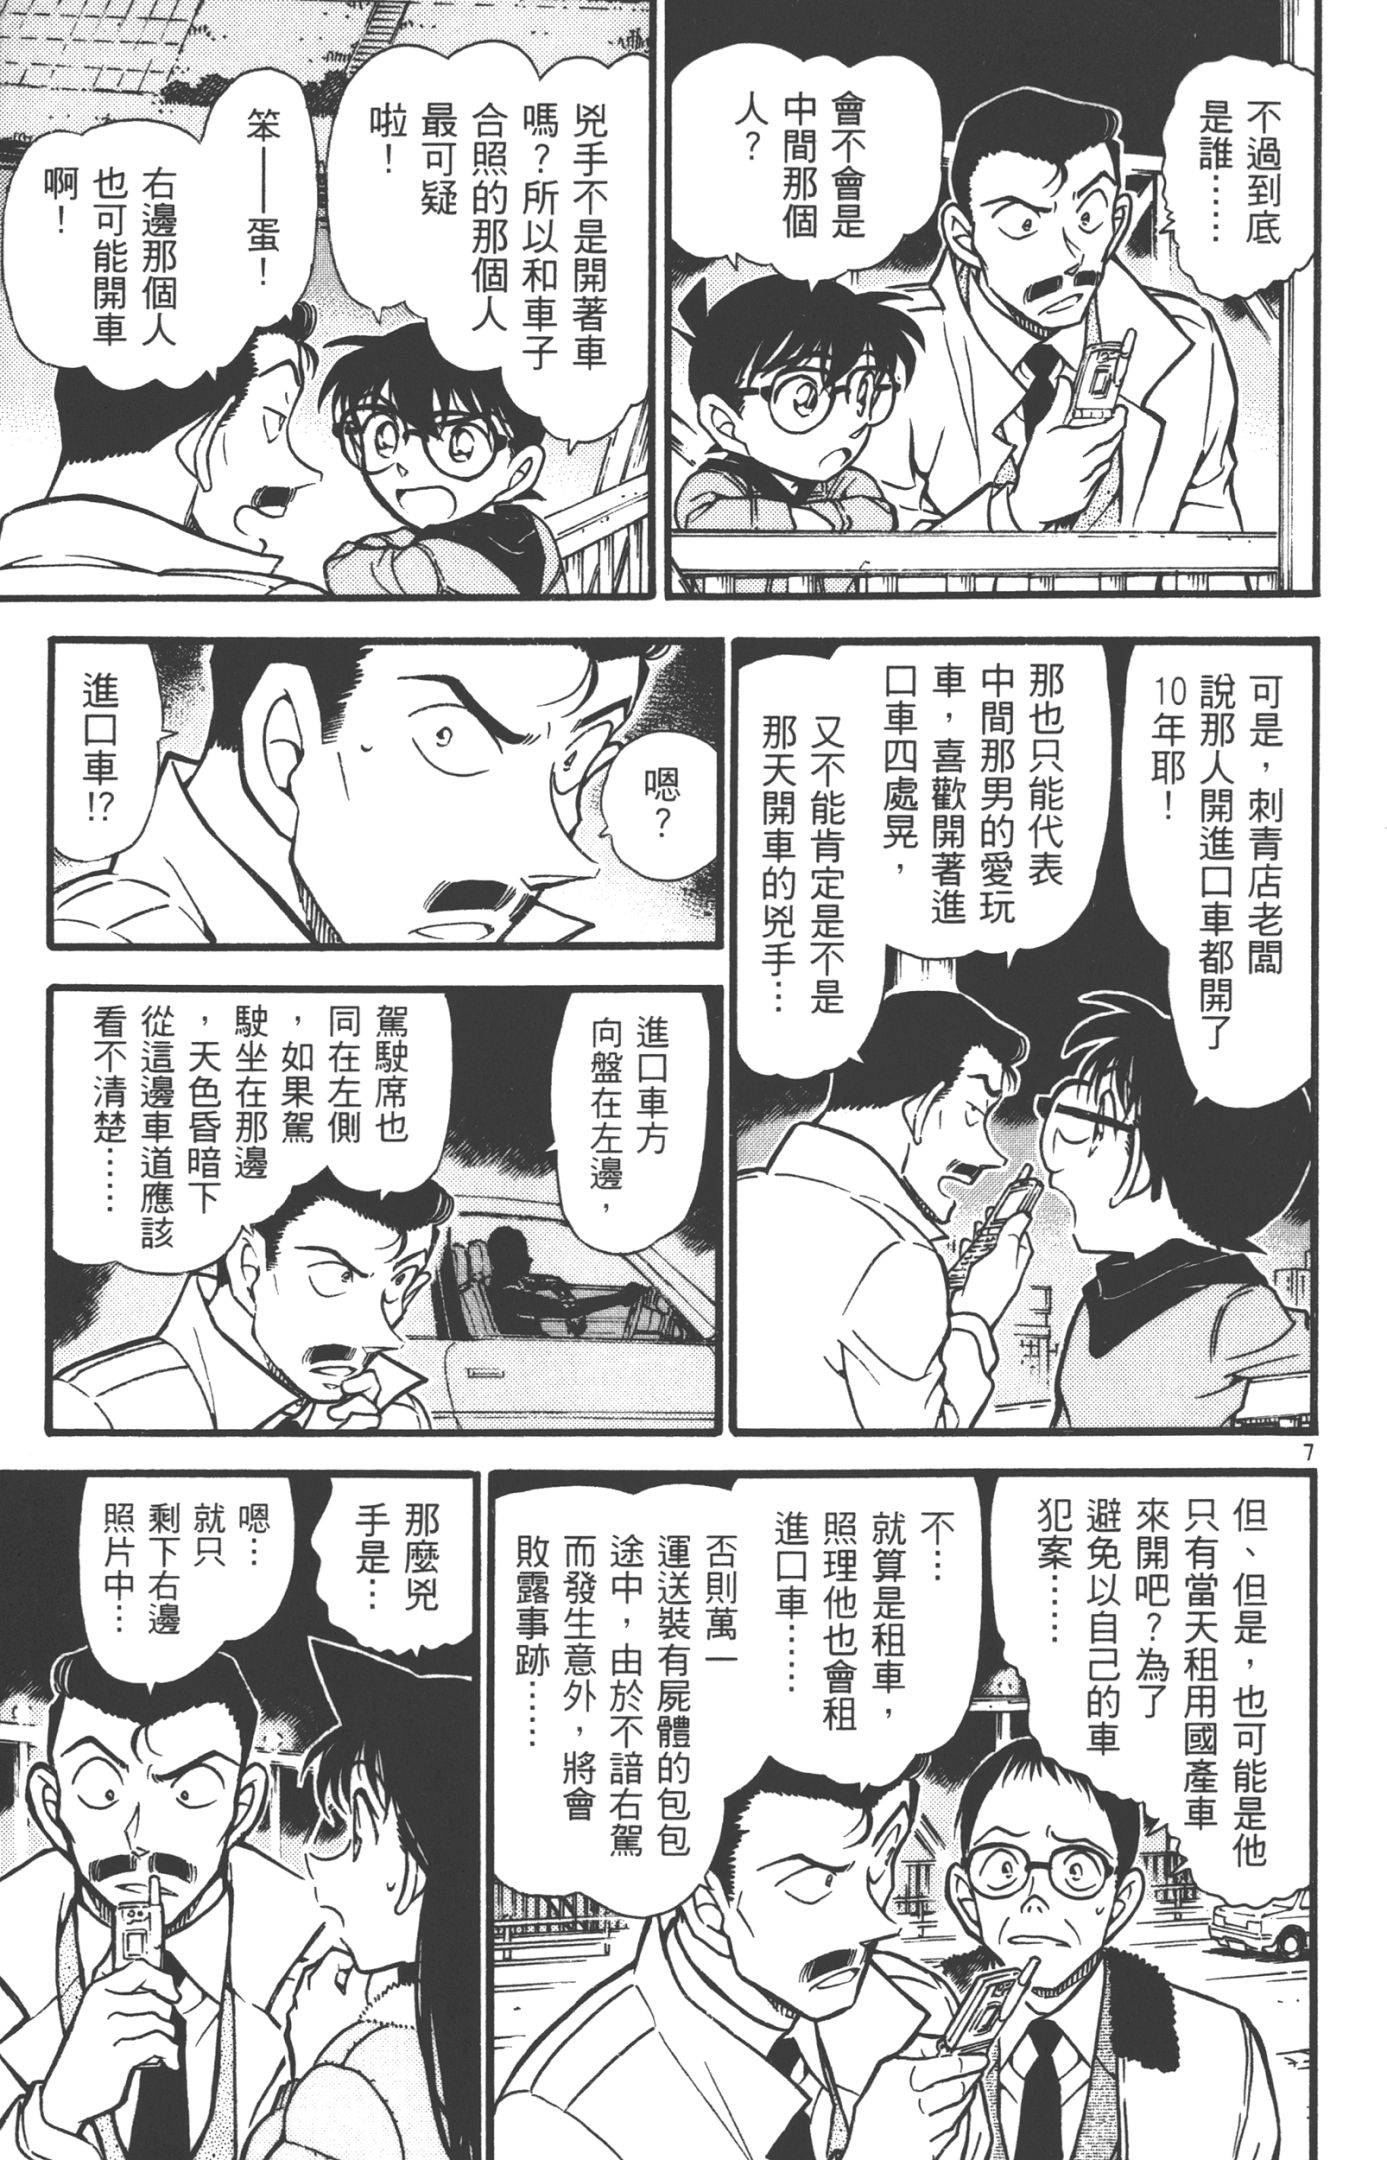 不過到底
是誰……
會不會是
中間那個
人？
兇手不是開著車
嗎？所以和車子
合照的那個人
最可疑
啦！
笨——蛋！
右邊那個人
也可能開車
啊！
可是，刺青店老闆
說那人開進口車都開了
10年耶！
那也只能代表
中間那男的愛玩
車，喜歡開著進
口車四處晃，
又不能肯定是不是
那天開車的兇手…
嗯？
進口車!?
進口車方
向盤在左邊，
駕駛席也
同在左側
，如果駕
駛坐在那邊
，天色昏暗下
從這邊車道應該
看不清楚……
7
但、但是，也可能是他
只有當天租用國產車
來開吧？為了
避免以自己的車
犯案……
不…
就算是租車，
照理他也會租
進口車……
否則萬一
運送裝有屍體的包包
途中，由於不諳右駕
而發生意外，將會
敗露事跡……
那麼兇
手是…
嗯…
就只
剩下右邊
照片中…